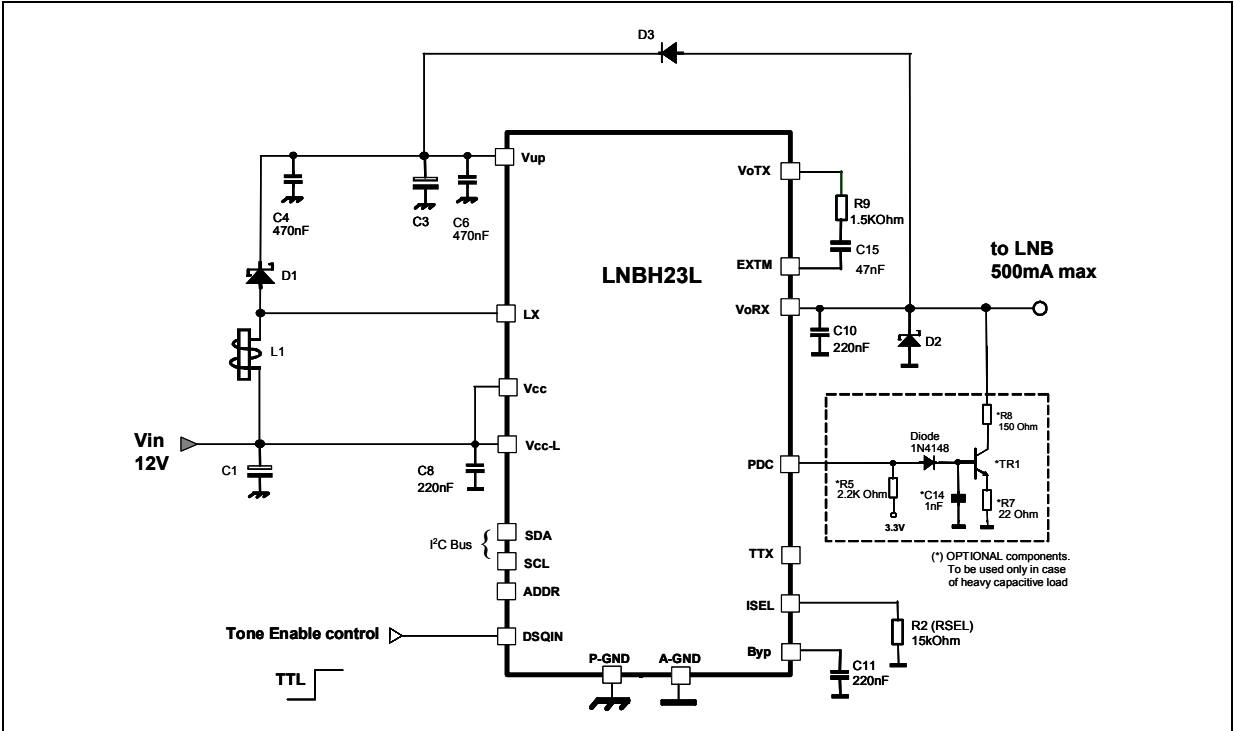 D3
Vup
VoTX
C4
470nF
C3
C6
470nF
R9
1.5KOhm
C15
47nF
D1
LNBH23L
EXTM
to LNB
500mA max
LX
VoRX
C10
220nF
D2
L1
Vcc
*R8
150 Ohm
Vin
12V
Vcc-L
C1
C8
220nF
PDC
Diode
1N4148
*TR1
*R5
2.2K Ohm
*C14
1nF
*R7
22 Ohm
3.3V
I²C Bus {
SDA
SCL
TTX
(*) OPTIONAL components.
To be used only in case
of heavy capacitive load
ADDR
ISEL
R2 (RSEL)
15kOhm
Tone Enable control
DSQIN
Byp
C11
220nF
P-GND
A-GND
TTL